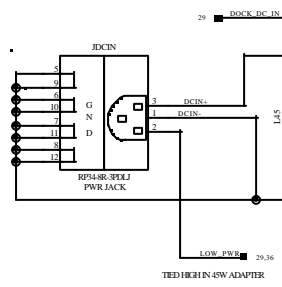 29 DOCK_DC_IN
JDCIN
5
9
6
10
7
11
8
12
G
N
D
3 DCIN+
1 DCIN-
2
L45
RP34-8R-3PDLJ
PWR JACK
LOW_PWR 29,36
TIED HIGH IN 45W ADAPTER